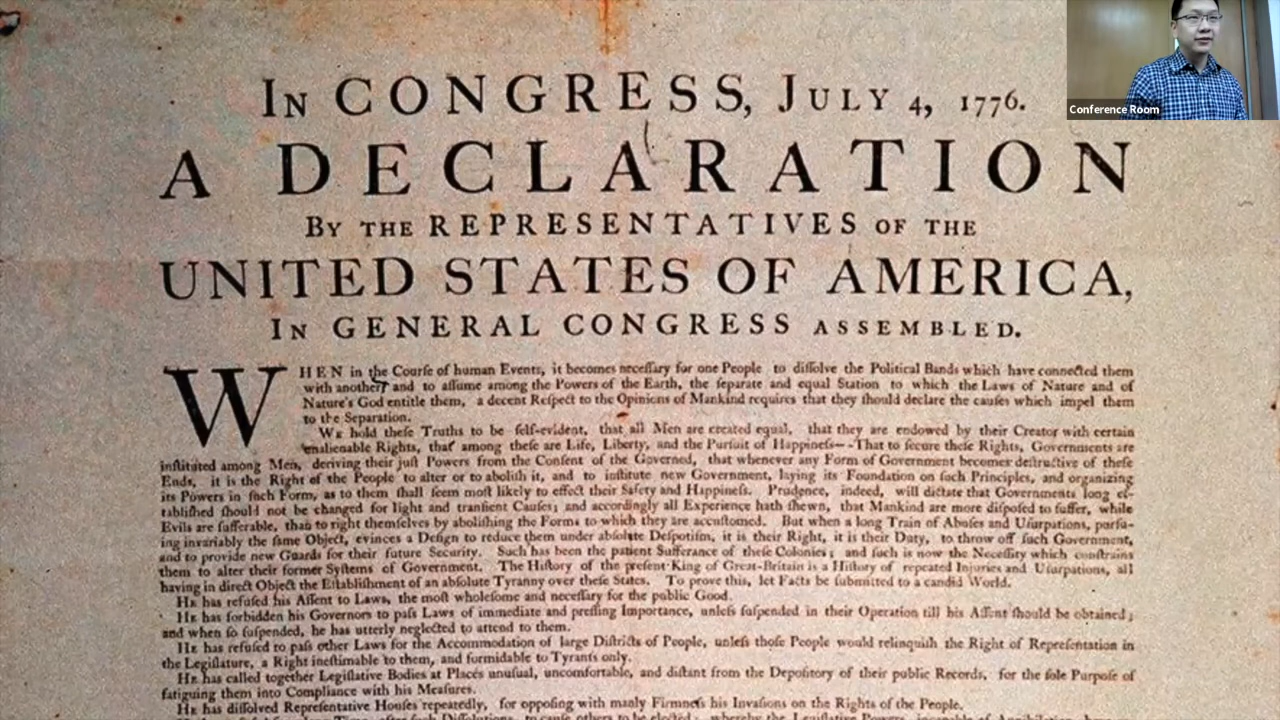 In CONGRESS, July 4, 1776.
Conference Room
A DECLARATION
By the REPRESENTATIVES of the
UNITED STATES OF AMERICA,
In GENERAL CONGRESS assembled.
WHEN in the Courſe of human Events, it becomes neceſſary for one People to diſſolve the Political Bands which have connected them
with another, and to aſſume among the Powers of the Earth, the ſeparate and equal Station to which the Laws of Nature and of
Nature's God entitle them, a decent Reſpect to the Opinions of Mankind requires that they ſhould declare the cauſes which impel them
to the Separation.
We hold theſe Truths to be ſelf-evident, that all Men are created equal, that they are endowed by their Creator with certain
unalienable Rights, that among theſe are Life, Liberty, and the Purſuit of Happineſs--That to ſecure theſe Rights, Governments are
inſtituted among Men, deriving their juſt Powers from the Conſent of the Governed, that whenever any Form of Government becomes deſtructive of theſe
Ends, it is the Right of the People to alter or to aboliſh it, and to inſtitute new Government, laying its Foundation on ſuch Principles, and organizing
its Powers in ſuch Form, as to them ſhall ſeem moſt likely to effect their Safety and Happineſs. Prudence, indeed, will dictate that Governments long eſ-
tabliſhed ſhould not be changed for light and tranſient Cauſes; and accordingly all Experience hath ſhewn, that Mankind are more diſpoſed to ſuffer, while
Evils are ſufferable, than to right themſelves by aboliſhing the Forms to which they are accuſtomed. But when a long Train of Abuſes and Uſurpations, purſu-
ing invariably the ſame Object, evinces a Deſign to reduce them under abſolute Deſpotiſm, it is their Right, it is their Duty, to throw off ſuch Government,
and to provide new Guards for their future Security. Such has been the patient Sufferance of theſe Colonies; and ſuch is now the Neceſſity which conſtrains
them to alter their former Syſtems of Government. The Hiſtory of the preſent King of Great-Britain is a Hiſtory of repeated Injuries and Uſurpations, all
having in direct Object the Eſtabliſhment of an abſolute Tyranny over theſe States. To prove this, let Facts be ſubmitted to a candid World.
He has refuſed his Aſſent to Laws, the moſt wholeſome and neceſſary for the public Good.
He has forbidden his Governors to paſs Laws of immediate and preſſing Importance, unleſs ſuſpended in their Operation till his Aſſent ſhould be obtained;
and when ſo ſuſpended, he has utterly neglected to attend to them.
He has refuſed to paſs other Laws for the Accommodation of large Diſtricts of People, unleſs thoſe People would relinquiſh the Right of Repreſentation in
the Legiſlature, a Right ineſtimable to them, and formidable to Tyrants only.
He has called together Legiſlative Bodies at Places unuſual, uncomfortable, and diſtant from the Depoſitory of their public Records, for the ſole Purpoſe of
fatiguing them into Compliance with his Meaſures.
He has diſſolved Repreſentative Houſes repeatedly, for oppoſing with manly Firmneſs his Invaſions on the Rights of the People.